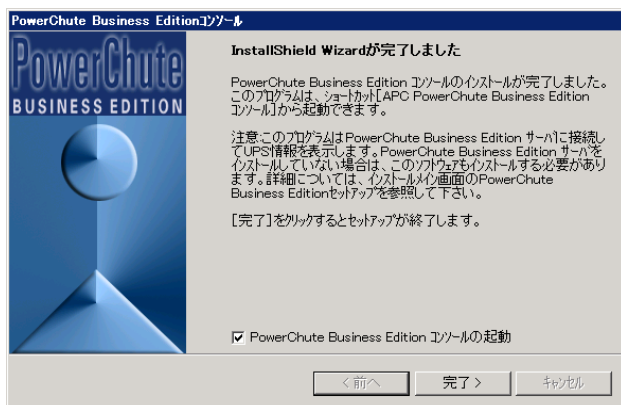 PowerChute Business Editionｺﾝｿｰﾙ
PowerChute
BUSINESS EDITION
InstallShield Wizardが完了しました
PowerChute Business Edition ｺﾝｿｰﾙのｲﾝｽﾄｰﾙが完了しました。
このﾌﾟﾛｸﾞﾗﾑは、ｼｮｰﾄｶｯﾄ[APC PowerChute Business Edition
ｺﾝｿｰﾙ]から起動できます。
注意:このﾌﾟﾛｸﾞﾗﾑはPowerChute Business Edition ｻｰﾊﾞに接続し
てUPS情報を表示します。PowerChute Business Edition ｻｰﾊﾞを
ｲﾝｽﾄｰﾙしていない場合は、このｿﾌﾄｳｪｱもｲﾝｽﾄｰﾙする必要があり
ます。詳細については、ｲﾝｽﾄｰﾙﾒｲﾝ画面のPowerChute
Business Editionｾｯﾄｱｯﾌﾟを参照して下さい。
[完了]をｸﾘｯｸするとｾｯﾄｱｯﾌﾟが終了します。
PowerChute Business Edition ｺﾝｿｰﾙの起動
< 前へ
完了 >
ｷｬﾝｾﾙ